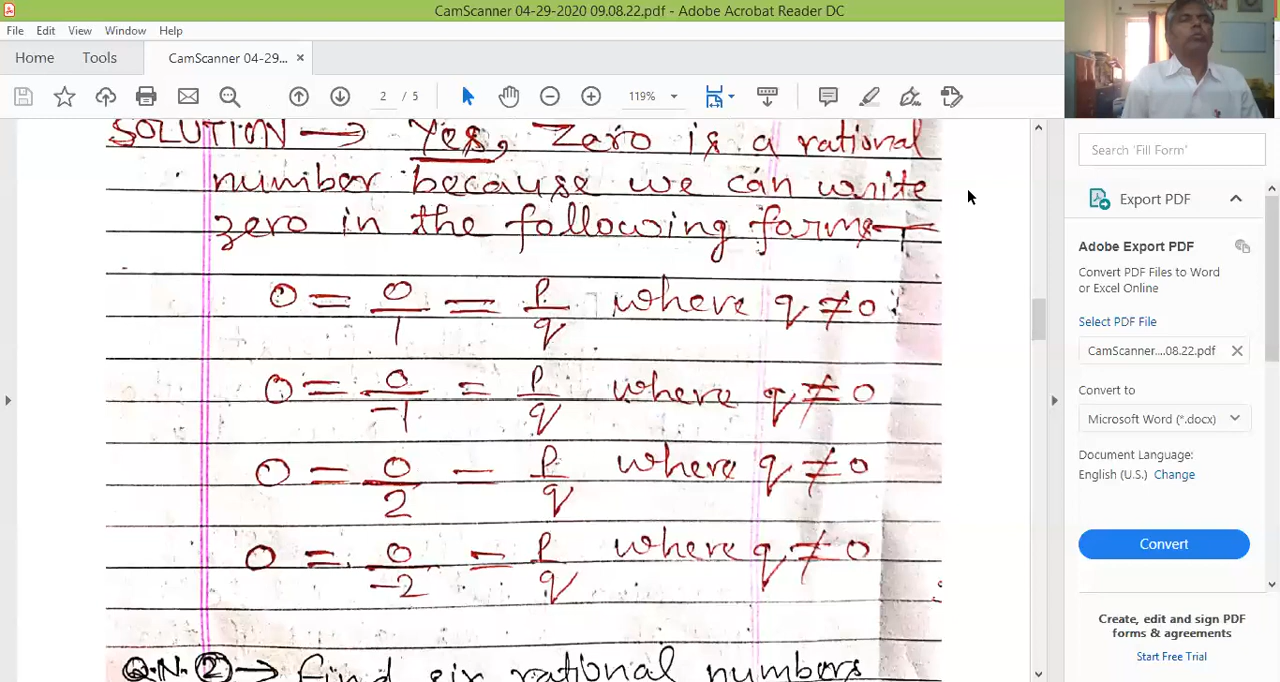 CamScanner 04-29-2020 09.08.22.pdf - Adobe Acrobat Reader DC
File Edit View Window Help
Home Tools CamScanner 04-29... ×
2 / 5 119%
SOLUTION → Yes, Zero is a rational
number because we can write
zero in the following forms—
0 = 0/1 = p/q where q ≠ 0
0 = 0/-1 = p/q where q ≠ 0
0 = 0/2 = p/q where q ≠ 0
0 = 0/-2 = p/q where q ≠ 0
Q.N.② → Find six rational numbers
Search 'Fill Form'
Export PDF
Adobe Export PDF
Convert PDF Files to Word
or Excel Online
Select PDF File
CamScanner....08.22.pdf ×
Convert to
Microsoft Word (*.docx)
Document Language:
English (U.S.) Change
Convert
Create, edit and sign PDF
forms & agreements
Start Free Trial